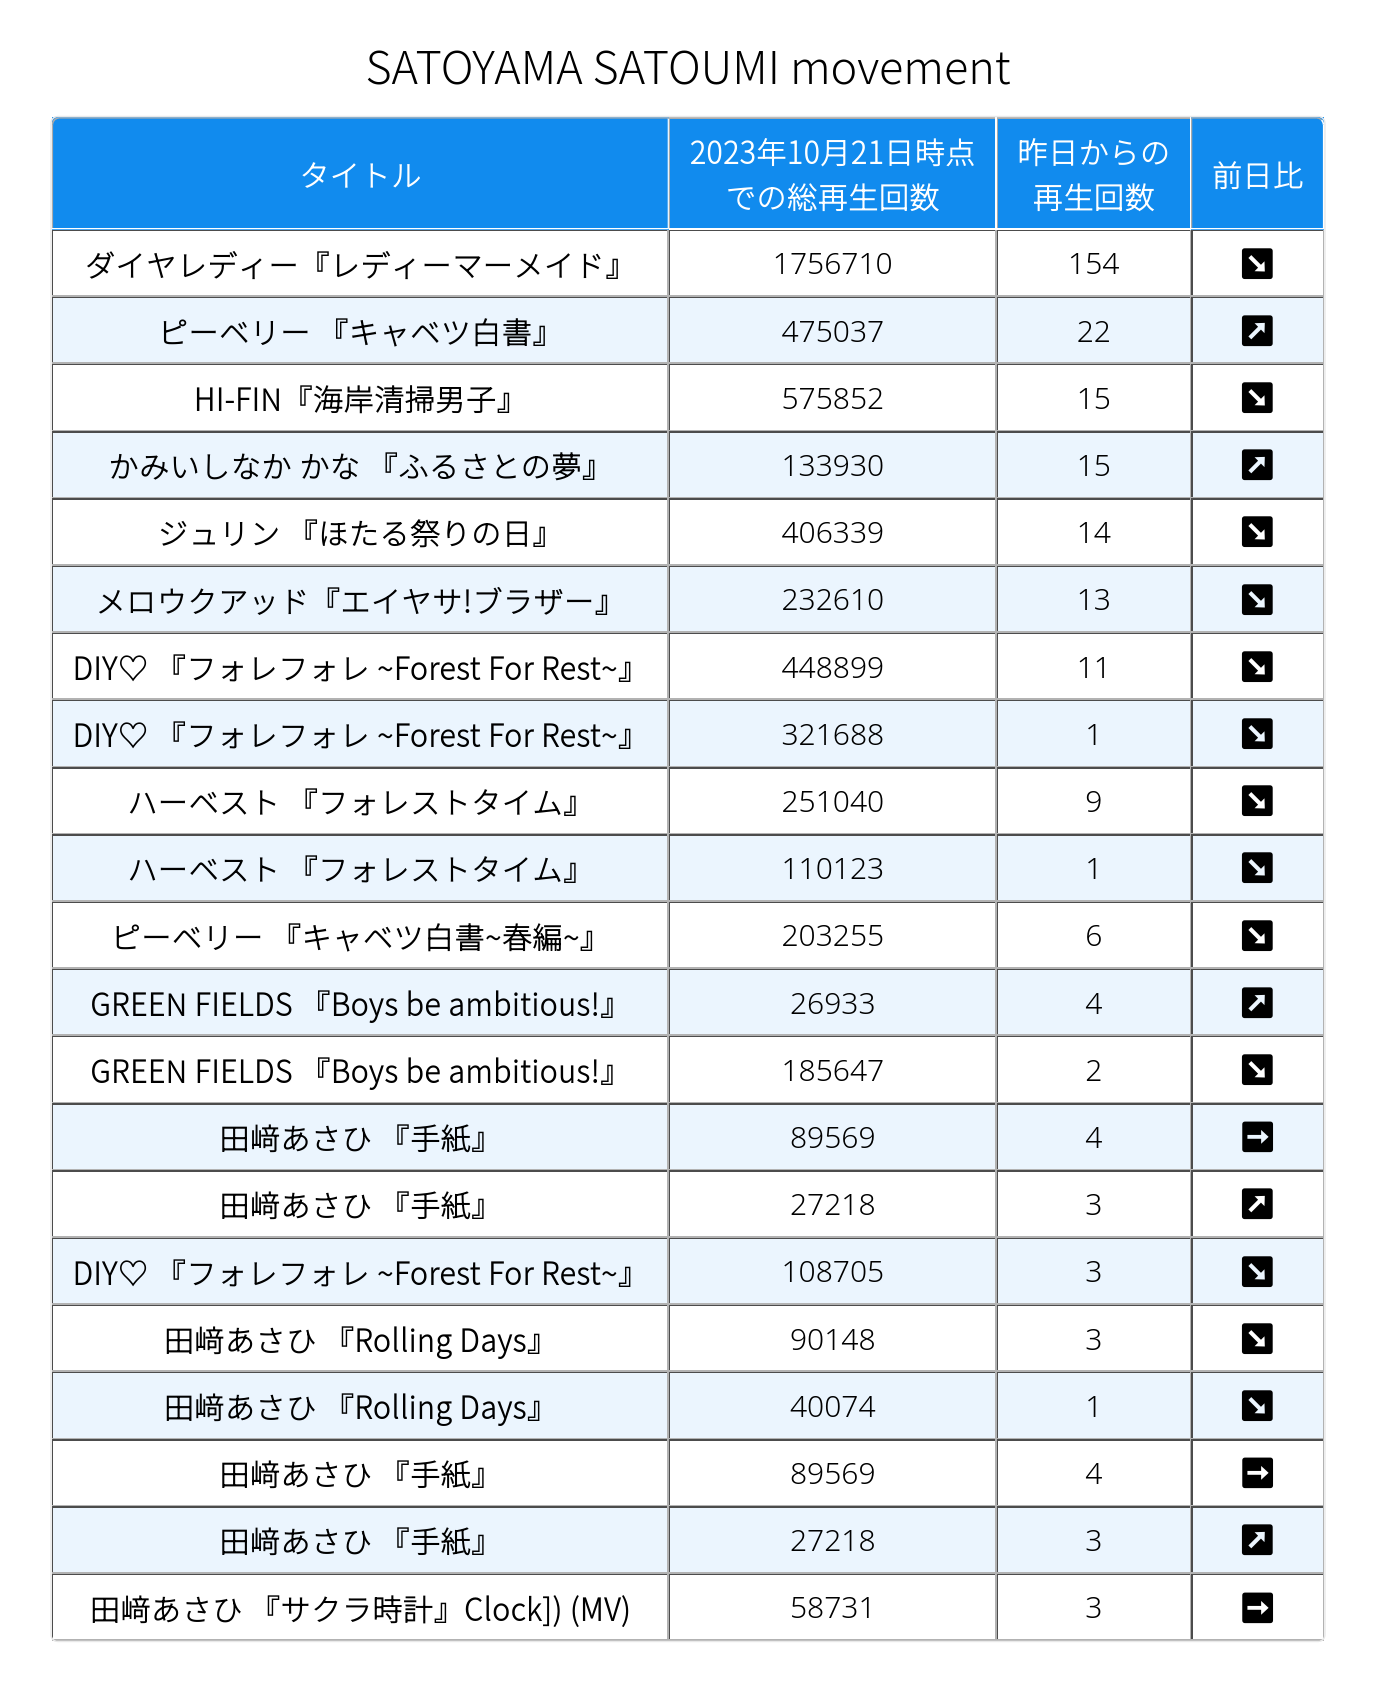 SATOYAMA SATOUMI movement
タイトル 2023年10月21日時点 昨日からの 前日比
での総再生回数 再生回数
ダイヤレディー『レディーマーメイド』 1756710 154 ↘
ピーベリー 『キャベツ白書』 475037 22 ↗
HI-FIN『海岸清掃男子』 575852 15 ↘
かみいしなか かな 『ふるさとの夢』 133930 15 ↗
ジュリン 『ほたる祭りの日』 406339 14 ↘
メロウクアッド『エイヤサ!ブラザー』 232610 13 ↘
DIY♡ 『フォレフォレ ~Forest For Rest~』 448899 11 ↘
DIY♡ 『フォレフォレ ~Forest For Rest~』 321688 1 ↘
ハーベスト 『フォレストタイム』 251040 9 ↘
ハーベスト 『フォレストタイム』 110123 1 ↘
ピーベリー 『キャベツ白書~春編~』 203255 6 ↘
GREEN FIELDS 『Boys be ambitious!』 26933 4 ↗
GREEN FIELDS 『Boys be ambitious!』 185647 2 ↘
田﨑あさひ 『手紙』 89569 4 →
田﨑あさひ 『手紙』 27218 3 ↗
DIY♡ 『フォレフォレ ~Forest For Rest~』 108705 3 ↘
田﨑あさひ 『Rolling Days』 90148 3 ↘
田﨑あさひ 『Rolling Days』 40074 1 ↘
田﨑あさひ 『手紙』 89569 4 →
田﨑あさひ 『手紙』 27218 3 ↗
田﨑あさひ 『サクラ時計』Clock]) (MV) 58731 3 →